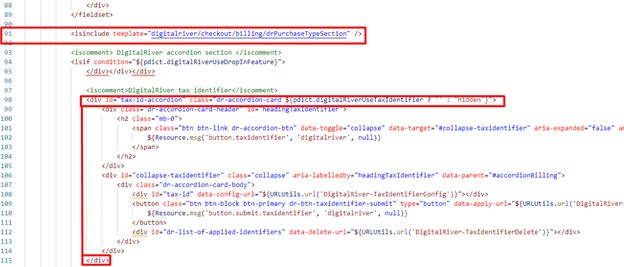 88 </div>
89 </fieldset>
90
91 <isinclude template="digitalriver/checkout/billing/drPurchaseTypeSection" />
92
93 <iscomment> DigitalRiver accordion section </iscomment>
94 <isif condition="${pdict.digitalRiverUseDropInFeature}">
95 </div></div></div>
96
97 <iscomment>DigitalRiver tax identifier</iscomment>
98 <div id="tax-id-accordion" class="dr-accordion-card ${pdict.digitalRiverUseTaxIdentifier ? '' : 'hidden'}">
99 <div class="dr-accordion-card-header" id="headingTaxIdentifier">
100 <h2 class="mb-0">
101 <span class="btn btn-link dr-accordion-btn" data-toggle="collapse" data-target="#collapse-taxidentifier" aria-expanded="false" ar
102 ${Resource.msg('button.taxidentifier', 'digitalriver', null)}
103 </span>
104 </h2>
105 </div>
106 <div id="collapse-taxidentifier" class="collapse" aria-labelledby="headingTaxIdentifier" data-parent="#accordionBilling">
107 <div class="dr-accordion-card-body">
108 <div id="tax-id" data-config-url="${URLUtils.url('DigitalRiver-TaxIdentifierConfig')}"></div>
109 <button class="btn btn-block btn-primary dr-btn-taxidentifier-submit" type="button" data-apply-url="${URLUtils.url('DigitalRiver-
110 ${Resource.msg('button.submit.taxidentifier', 'digitalriver', null)}
111 </button>
112 <div id="dr-list-of-applied-identifiers" data-delete-url="${URLUtils.url('DigitalRiver-TaxIdentifierDelete')}"></div>
113 </div>
114 </div>
115 </div>